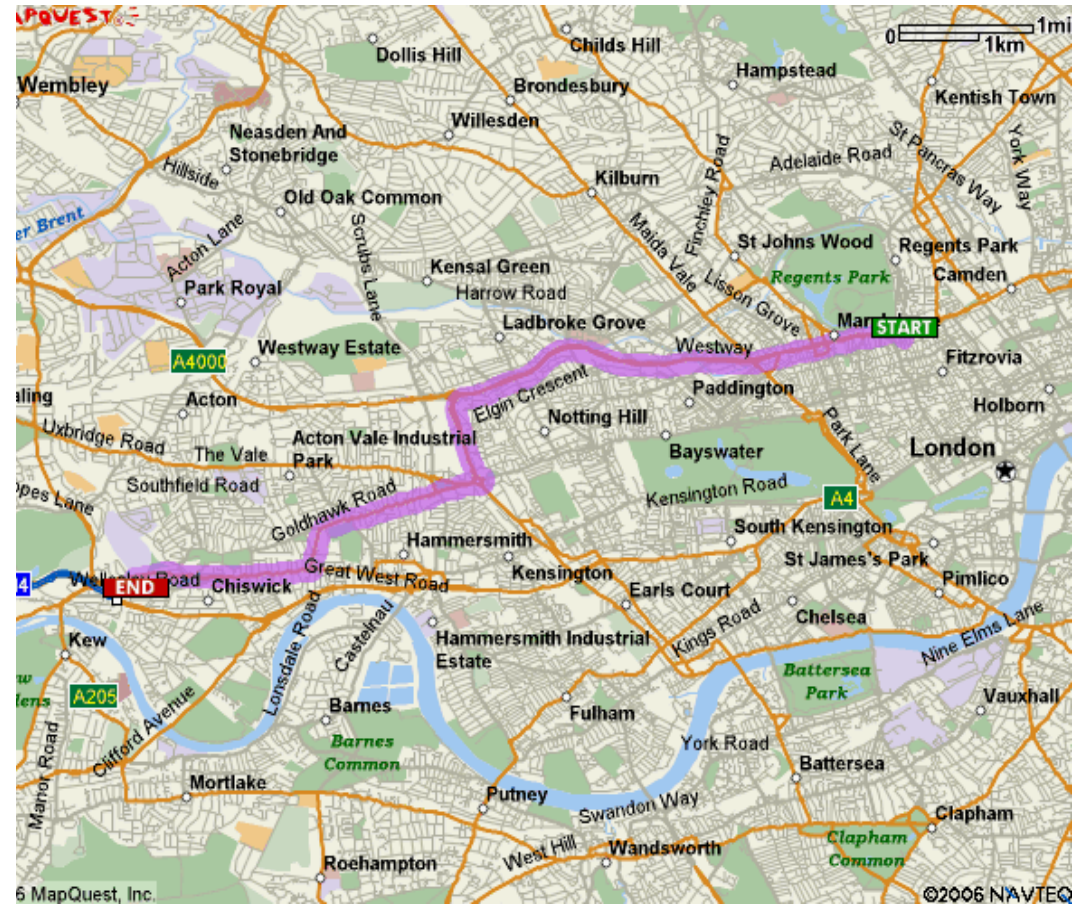 APQUEST
0
1mi
1km
Dollis Hill
Childs Hill
Wembley
Hampstead
Brondesbury
Kentish Town
Neasden And
Stonebridge
Willesden
York Way
St Pancras Way
Hillside
Adelaide Road
Kilburn
Finchley Road
Old Oak Common
er Brent
Acton Lane
Scrubs Lane
Maida Vale
St Johns Wood
Regents Park
Regents Park
Kensal Green
Camden
Park Royal
Harrow Road
Lisson Grove
Ladbroke Grove
START
Westway Estate
Westway
Fitzrovia
A4000
Elgin Crescent
Paddington
aling
Acton
Notting Hill
Holborn
Uxbridge Road
Acton Vale Industrial
Park
Park Lane
The Vale
Bayswater
London
Southfield Road
Kensington Road
opes Lane
Goldhawk Road
A4
South Kensington
Hammersmith
St James's Park
Great West Road
Kensington
4
END
Road
Chiswick
Earls Court
Pimlico
Chelsea
Kew
Lonsdale Road
Castelnau
Hammersmith Industrial
Estate
Kings Road
Nine Elms Lane
ew
dens
A205
Battersea
Park
Vauxhall
Clifford Avenue
Barnes
Fulham
Barnes
Common
York Road
Manor Road
Mortlake
Battersea
Putney
Swandon Way
Clapham
West Hill
Wandsworth
Clapham
Common
Roehampton
6 MapQuest, Inc.
©2006 NAVTEQ